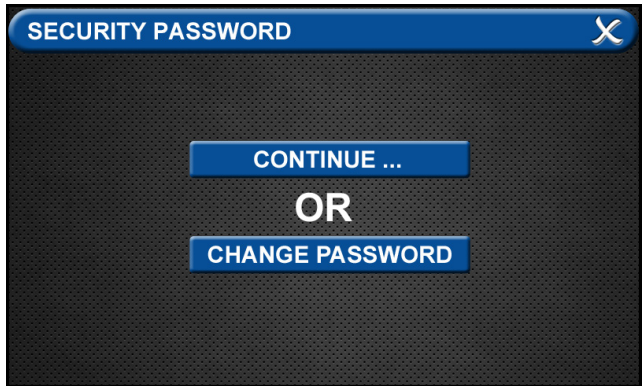 SECURITY PASSWORD
CONTINUE ...
OR
CHANGE PASSWORD